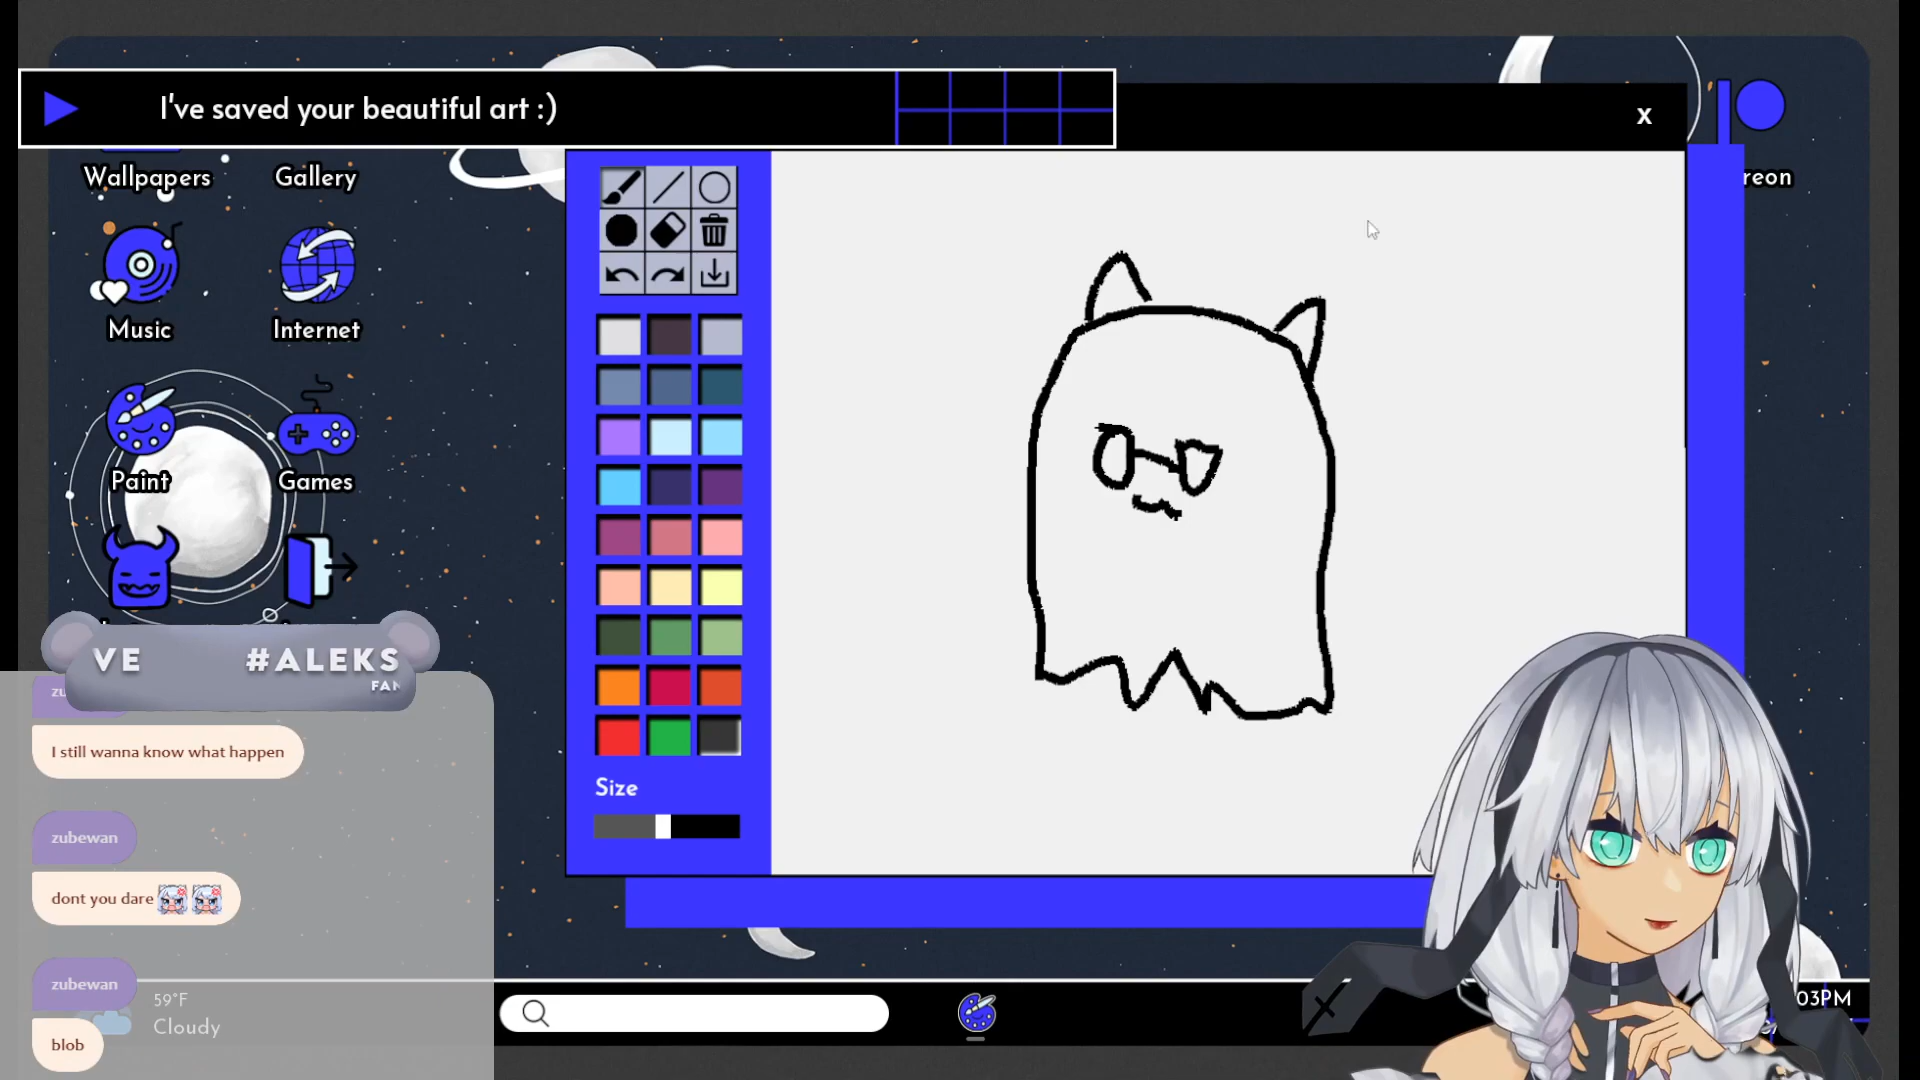 I've saved your beautiful art :)
x
Wallpapers
Gallery
reon
Music
Internet
Paint
Games
VE #ALEKS
FAN
zu
I still wanna know what happen
zubewan
dont you dare
zubewan
blob
Size
59°F
Cloudy
03PM